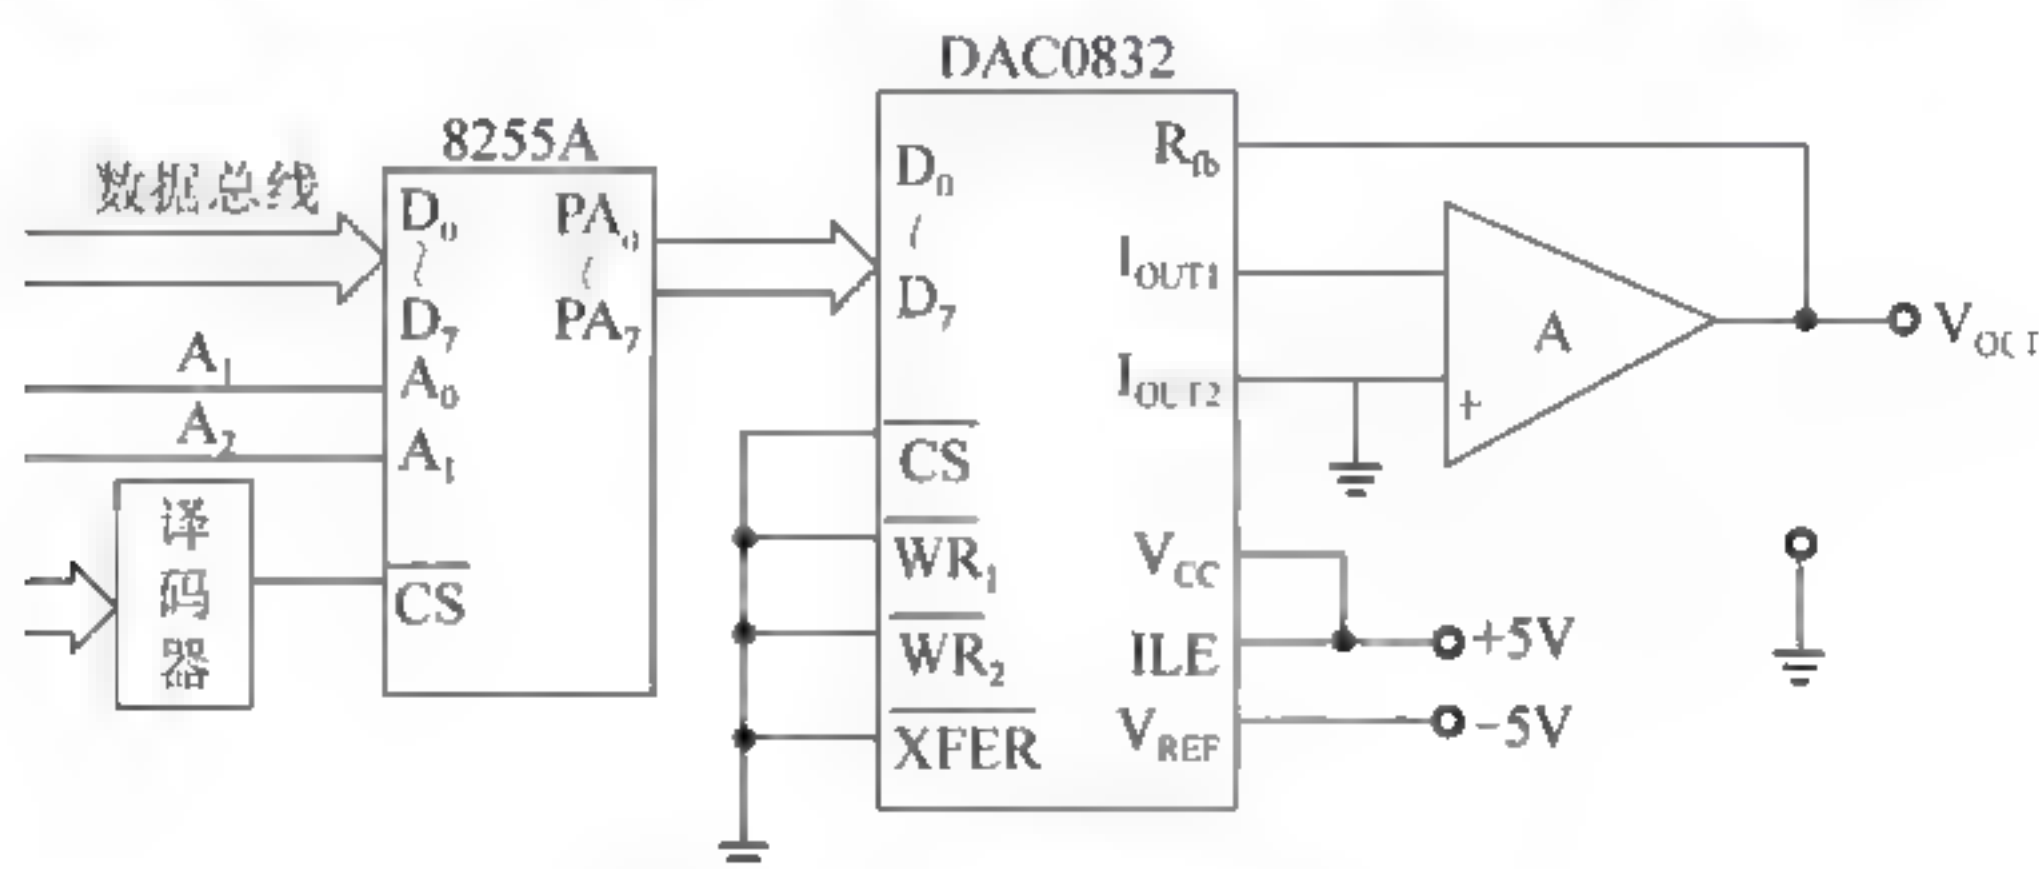 DAC0832
8255A
数据总线
D0
~
D7
A0
A1
CS
PA0
~
PA7
A1
A2
译
码
器
D0
~
D7
CS
WR1
WR2
XFER
Rfb
IOUT1
IOUT2
VCC
ILE
VREF
A
+
VOUT
+5V
-5V